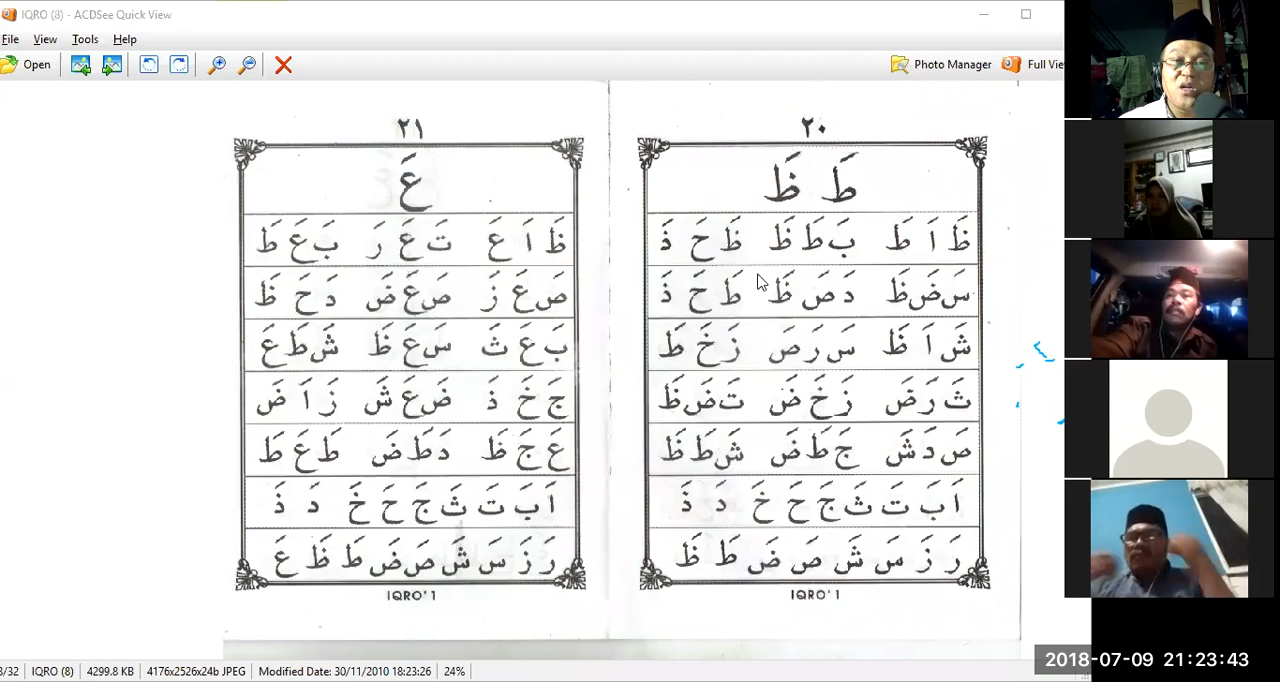 IQRO (8) - ACDSee Quick View
File View Tools Help
Open
Photo Manager
Full Vie
٢٠
طَ ظَ
ظَ اَ طَ بَ طَ ظَ ظَ حَ ذَ
سَ ضَ ظَ دَ صَ ظَ طَ حَ ذَ
شَ اَ ظَ سَ رَ صَ زَ خَ طَ
ثَ رَ ضَ زَ خَ ضَ تَ ضَ ظَ
صَ دَ شَ جَ طَ ضَ شَ طَ ظَ
اَ بَ تَ ثَ جَ حَ خَ دَ ذَ
رَ زَ سَ شَ صَ ضَ طَ ظَ
IQRO'1
٢١
عَ
ظَ اَ عَ تَ عَ رَ بَ عَ طَ
صَ عَ زَ صَ عَ ضَ دَ حَ ظَ
بَ عَ ثَ سَ عَ ظَ شَ طَ عَ
جَ خَ ذَ ضَ عَ شَ زَ اَ ضَ
عَ جَ ظَ دَ طَ ضَ طَ عَ طَ
اَ بَ تَ ثَ جَ حَ خَ دَ ذَ
رَ زَ سَ شَ صَ ضَ طَ ظَ عَ
IQRO'1
/32 IQRO (8) 4299.8 KB 4176x2526x24b JPEG Modified Date: 30/11/2010 18:23:26 24%
2018-07-09 21:23:43